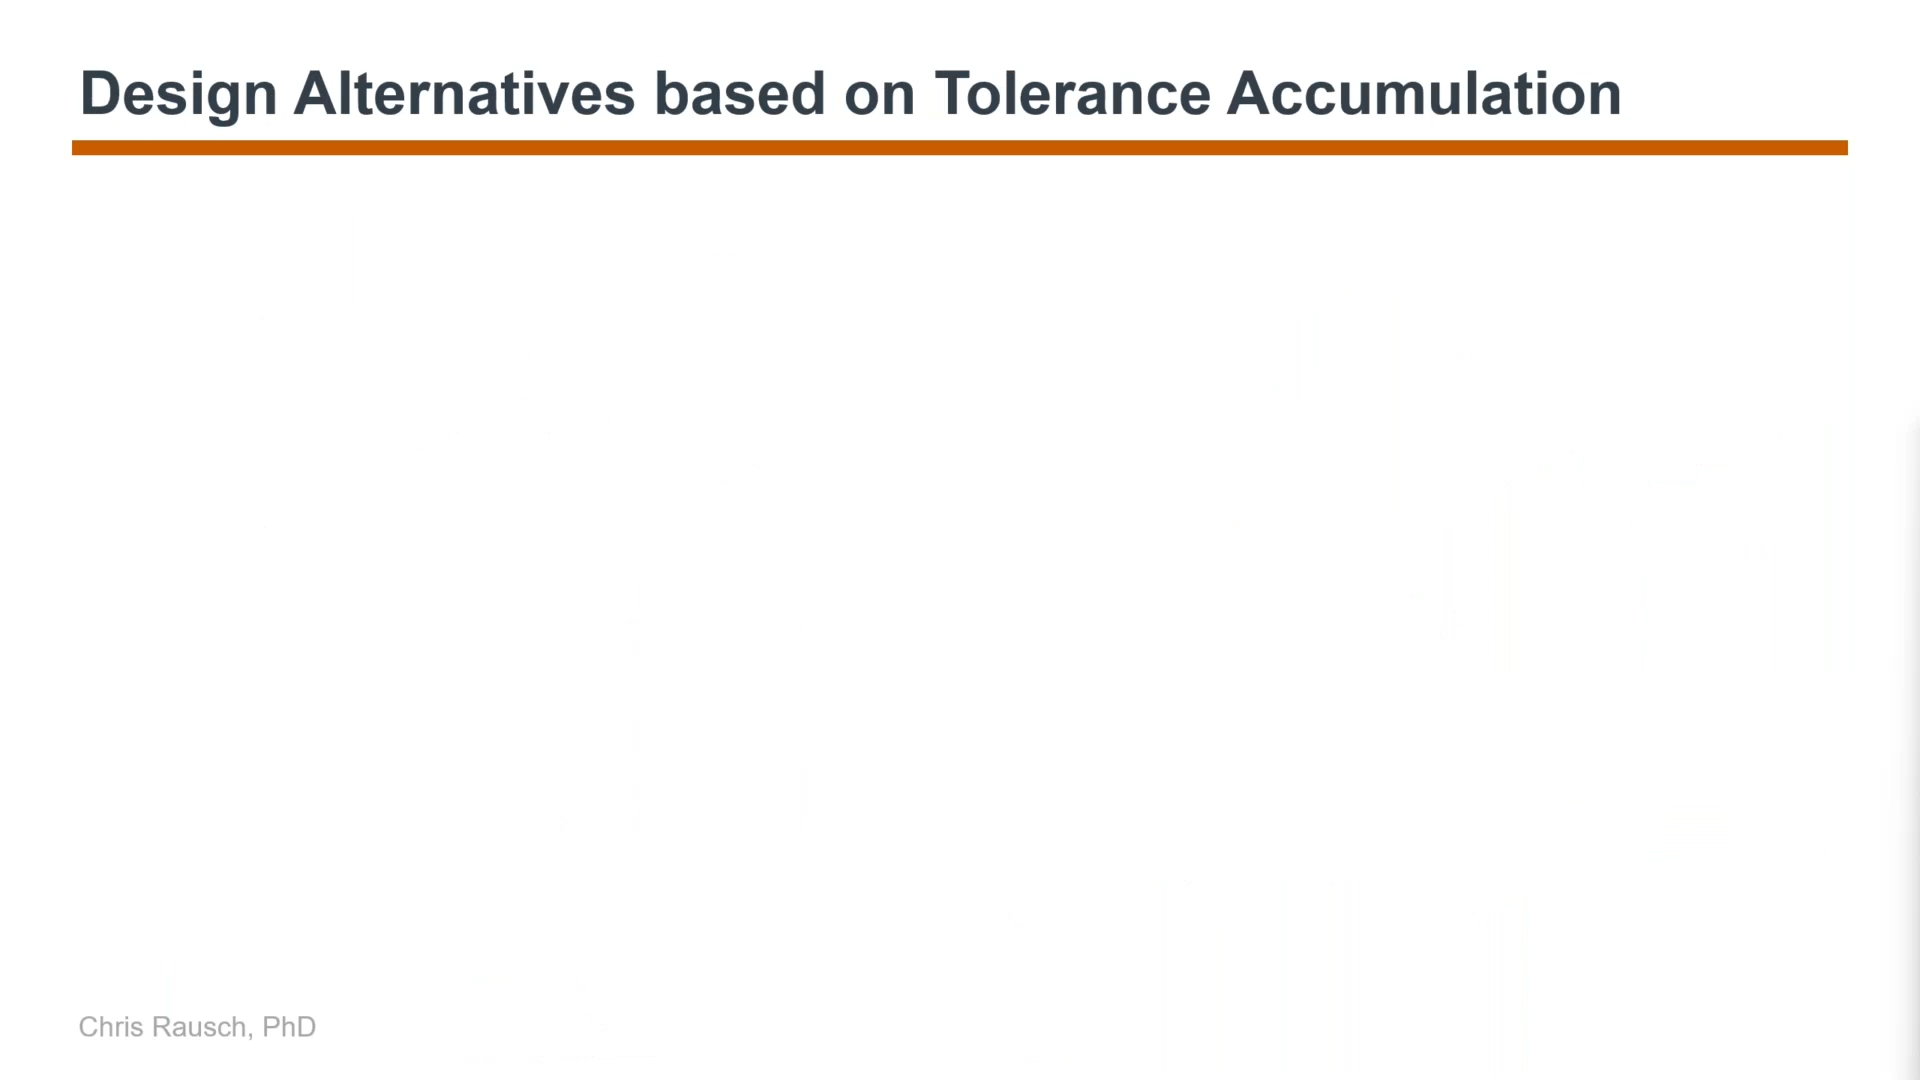 Design Alternatives based on Tolerance Accumulation
Chris Rausch, PhD